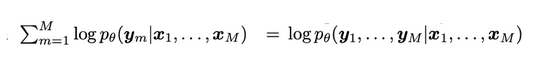 ∑_{m=1}^{M} log p_θ(y_m|x_1, . . . , x_M) = log p_θ(y_1, . . . , y_M|x_1, . . . , x_M)